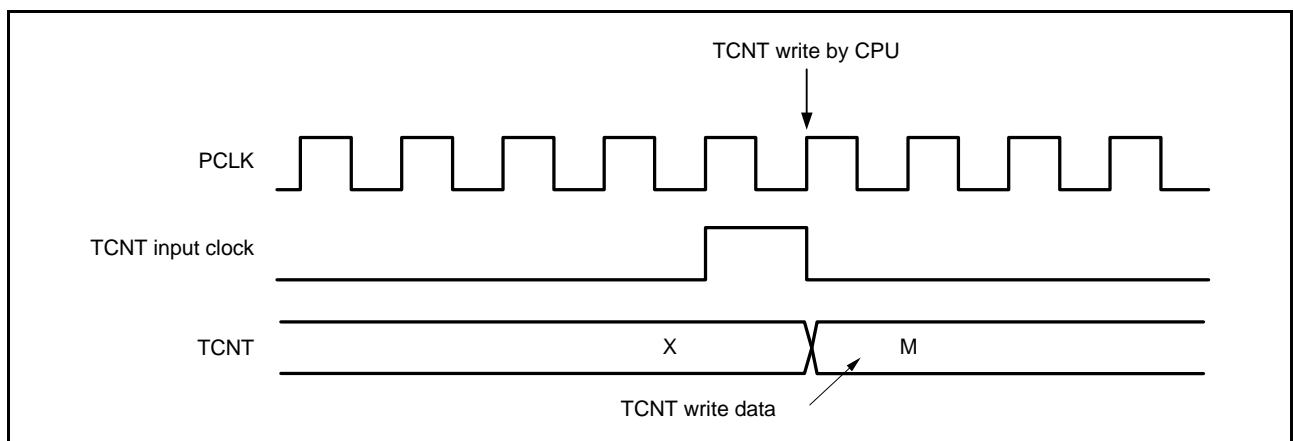 TCNT write by CPU
PCLK
TCNT input clock
TCNT
X
M
TCNT write data